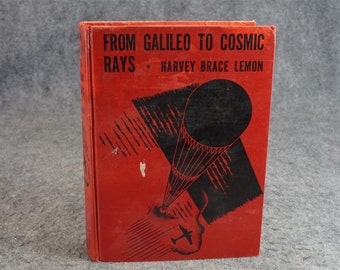 FROM GALILEO TO COSMIC
RAYS • HARVEY BRACE LEMON